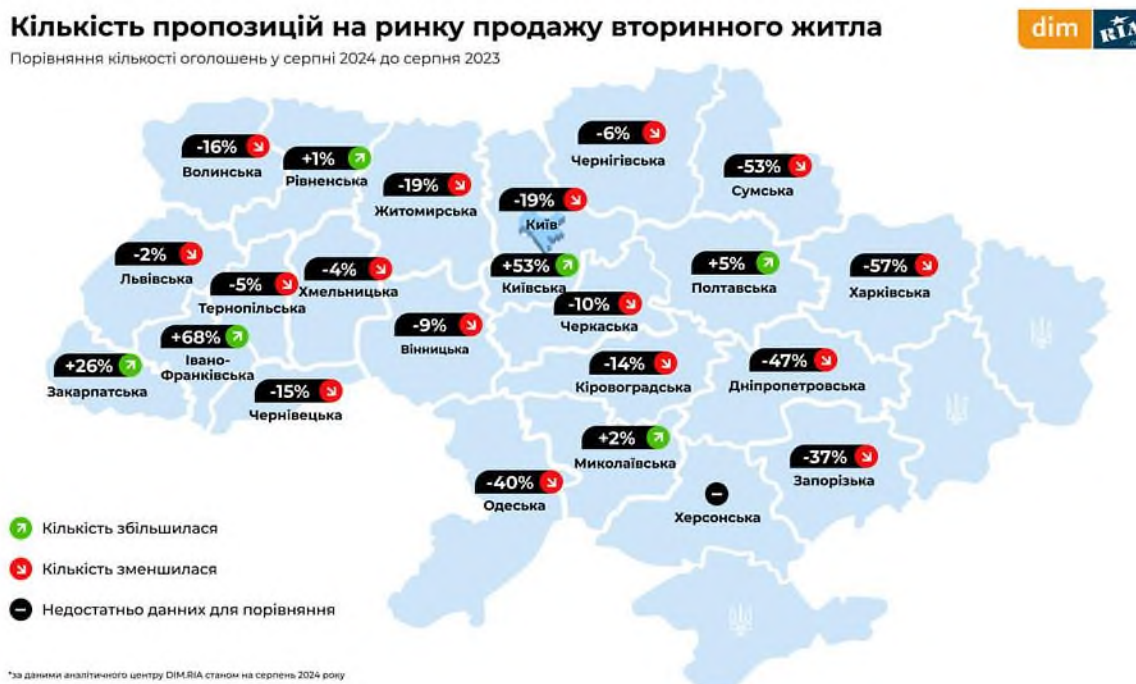 Кількість пропозицій на ринку продажу вторинного житла
dim RIA
Порівняння кількості оголошень у серпні 2024 до серпня 2023
-16%
Волинська
+1%
Рівненська
-19%
Житомирська
-6%
Чернігівська
-53%
Сумська
-19%
Київ
-2%
Львівська
-5%
Тернопільська
-4%
Хмельницька
+53%
Київська
+5%
Полтавська
-57%
Харківська
-10%
Черкаська
-9%
Вінницька
+68%
Івано-
Франківська
+26%
Закарпатська
-15%
Чернівецька
-14%
Кіровоградська
-47%
Дніпропетровська
+2%
Миколаївська
-37%
Запорізька
-40%
Одеська
Херсонська
Кількість збільшилася
Кількість зменшилася
Недостатньо данних для порівняння
*за даними аналітичного центру DIM.RIA станом на серпень 2024 року